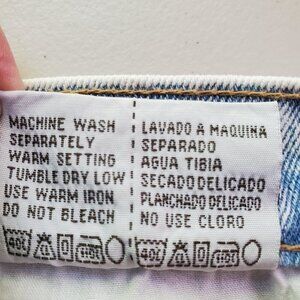 MACHINE WASH
SEPARATELY
WARM SETTING
TUMBLE DRY LOW
USE WARM IRON
DO NOT BLEACH
LAVADO A MAQUINA
SEPARADO
AGUA TIBIA
SECADO DELICADO
PLANCHADO DELICADO
NO USE CLORO